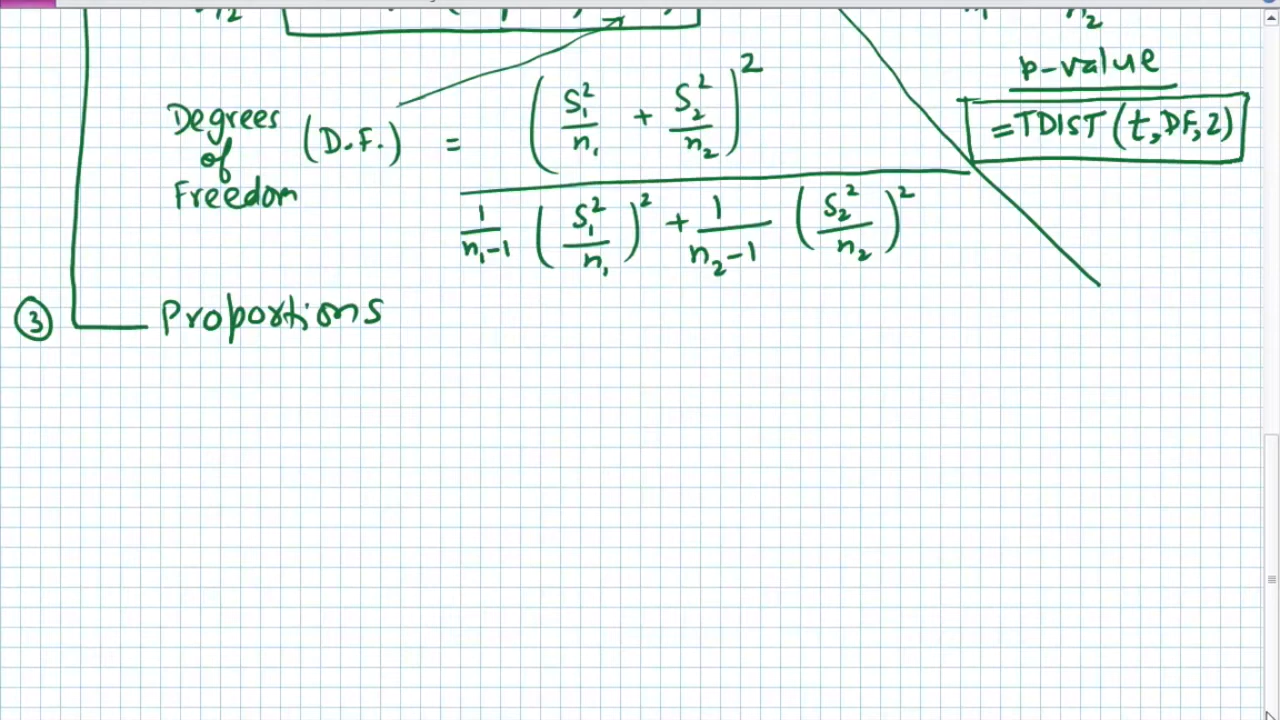 p-value
=TDIST(t,DF,2)
Degrees of Freedom (D.F.) = (S₁²/n₁ + S₂²/n₂)² / 1/n₁-1 (S₁²/n₁)² + 1/n₂-1 (S₂²/n₂)²
③ Proportions